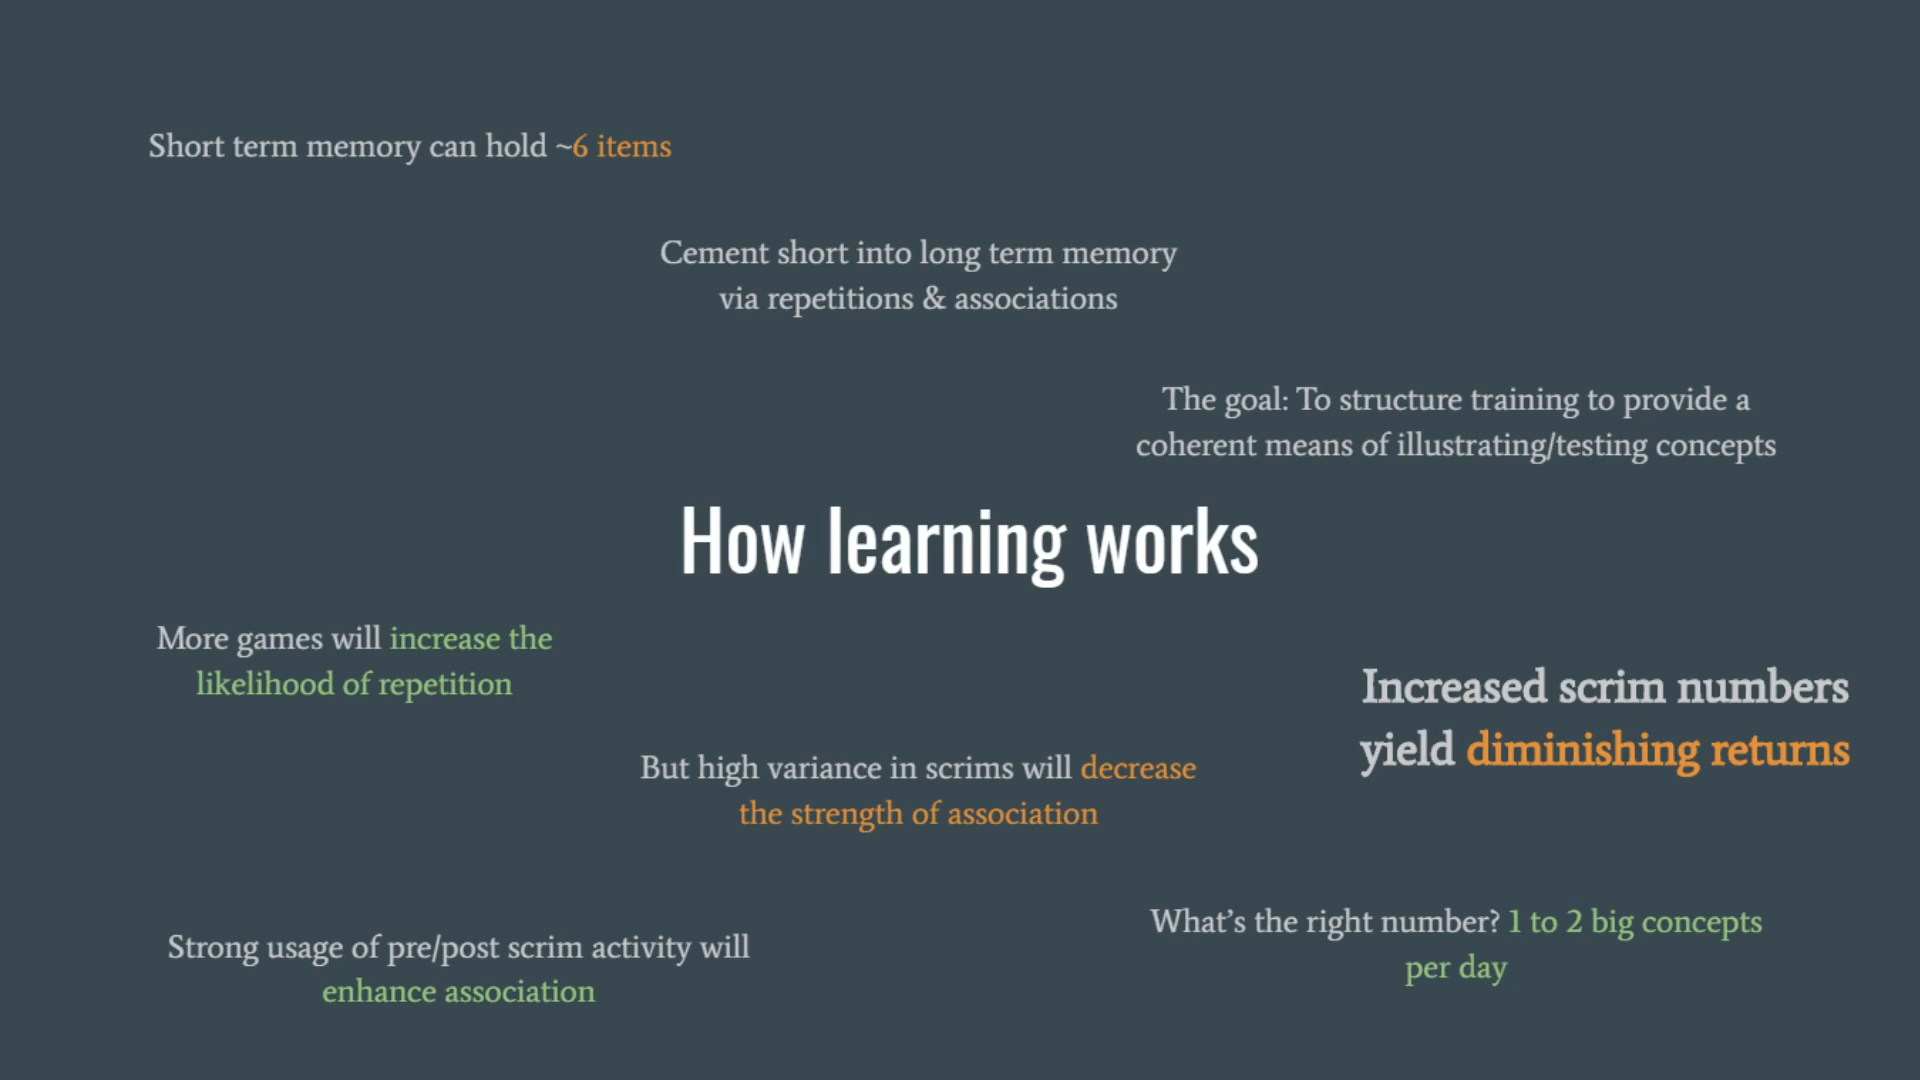 Short term memory can hold ~6 items
Cement short into long term memory
via repetitions & associations
The goal: To structure training to provide a
coherent means of illustrating/testing concepts
How learning works
More games will increase the
likelihood of repetition
Increased scrim numbers
yield diminishing returns
But high variance in scrims will decrease
the strength of association
What’s the right number? 1 to 2 big concepts
per day
Strong usage of pre/post scrim activity will
enhance association